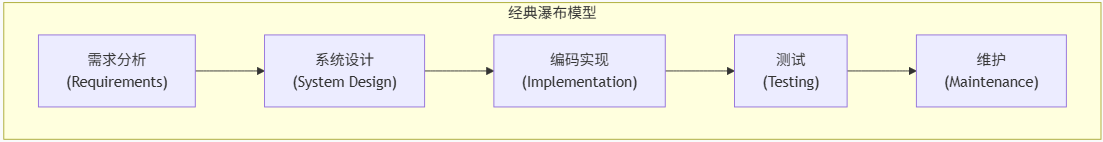 经典瀑布模型
需求分析
(Requirements)
系统设计
(System Design)
编码实现
(Implementation)
测试
(Testing)
维护
(Maintenance)